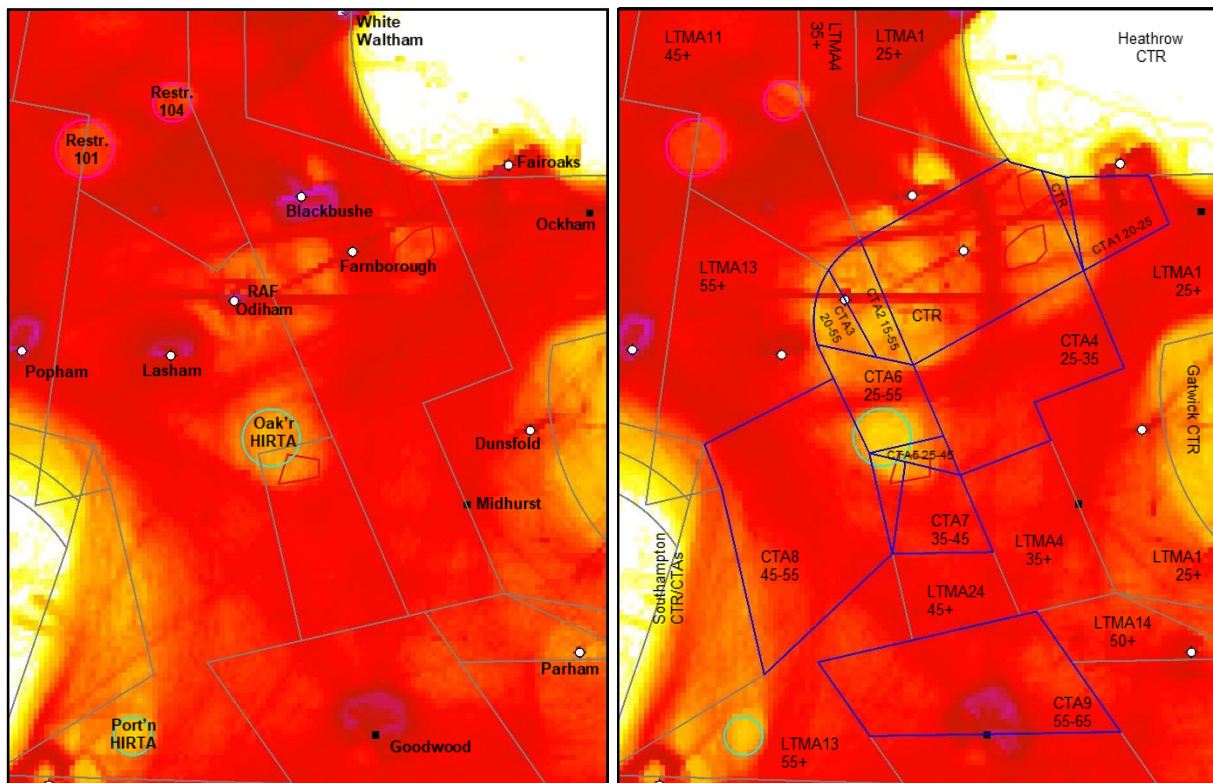 White
Waltham
Restr.
104
Restr.
101
Fairoaks
Blackbushe
Ockham
Farnborough
RAF
Odiham
Popham
Lasham
Oak'r
HIRTA
Dunsfold
Midhurst
Parham
Port'n
HIRTA
Goodwood
LTMA11
45+
LTMA4
35+
LTMA1
25+
Heathrow
CTR
CTR
CTA1 20-25
LTMA13
55+
LTMA1
25+
CTA3
20-55
CTA2 15-55
CTR
CTA4
25-35
CTA6
25-55
Gatwick CTR
CTA5 25-45
CTA7
35-45
LTMA4
35+
CTA8
45-55
Southampton
CTR/CTAs
LTMA1
25+
LTMA24
45+
LTMA14
50+
CTA9
55-65
LTMA13
55+